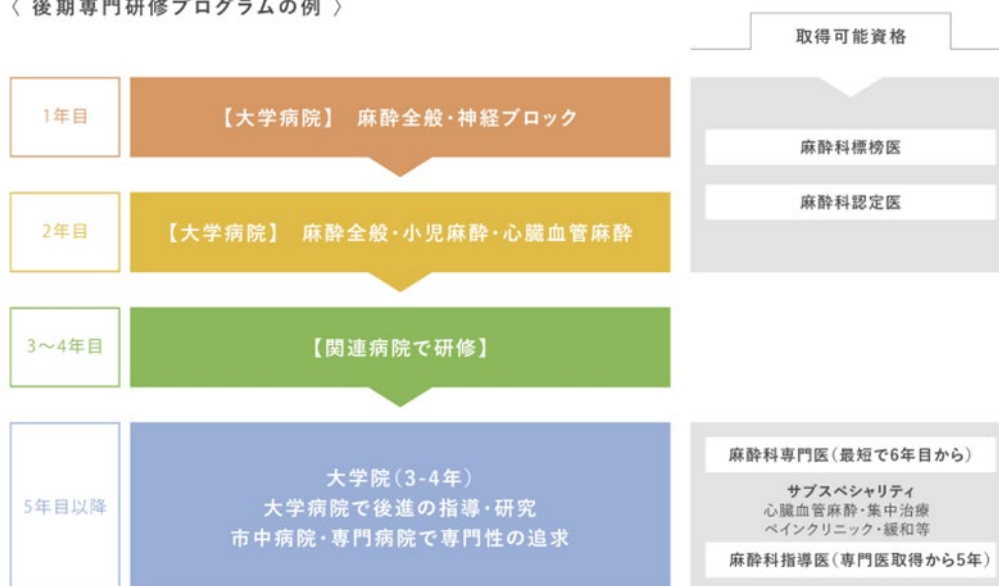 〈 後期専門研修プログラムの例 〉
取得可能資格
1年目
【大学病院】 麻酔全般・神経ブロック
麻酔科標榜医
麻酔科認定医
2年目
【大学病院】 麻酔全般・小児麻酔・心臓血管麻酔
3〜4年目
【関連病院で研修】
5年目以降
大学院(3-4年)
大学病院で後進の指導・研究
市中病院・専門病院で専門性の追求
麻酔科専門医(最短で6年目から)
サブスペシャリティ
心臓血管麻酔・集中治療
ペインクリニック・緩和等
麻酔科指導医(専門医取得から5年)